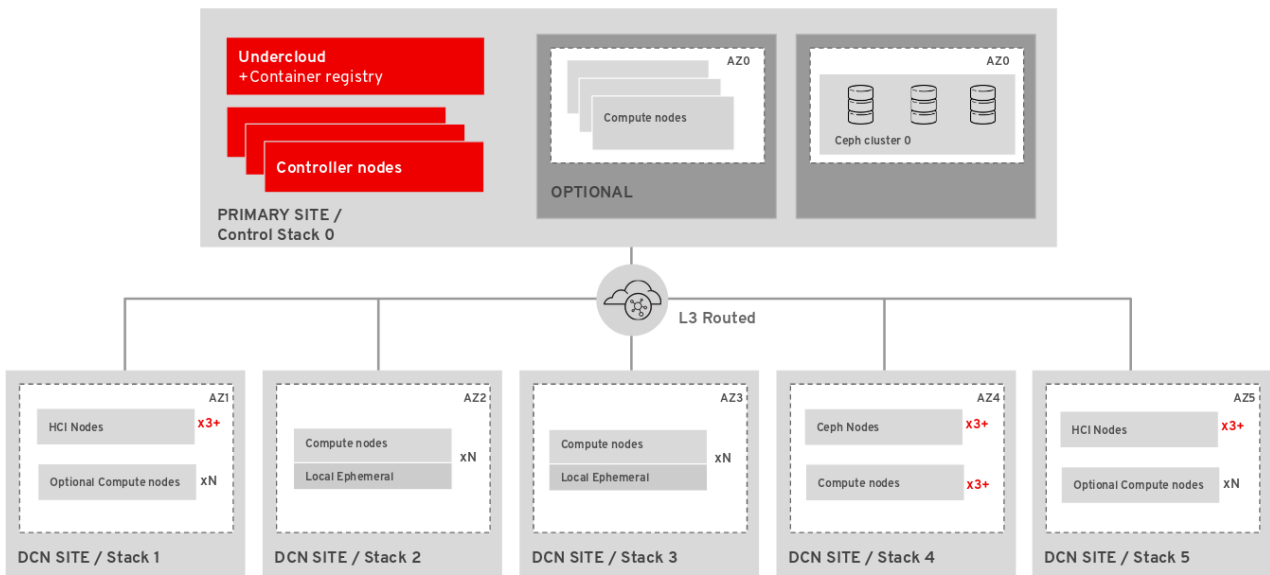 Undercloud
+Container registry
Controller nodes
PRIMARY SITE /
Control Stack 0
AZ0
Compute nodes
OPTIONAL
AZ0
Ceph cluster 0
L3 Routed
AZ1
HCI Nodes
x3+
Optional Compute nodes
xN
DCN SITE / Stack 1
AZ2
Compute nodes
Local Ephemeral
xN
DCN SITE / Stack 2
AZ3
Compute nodes
Local Ephemeral
xN
DCN SITE / Stack 3
AZ4
Ceph Nodes
x3+
Compute nodes
x3+
DCN SITE / Stack 4
AZ5
HCI Nodes
x3+
Optional Compute nodes
xN
DCN SITE / Stack 5